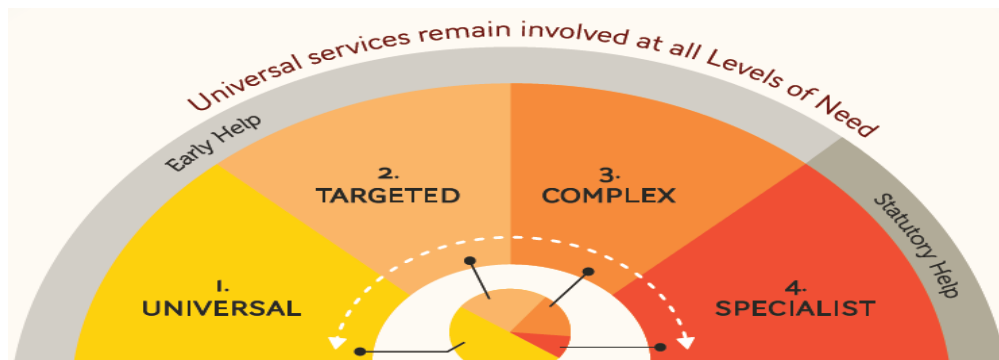 Universal services remain involved at all Levels of Need
Early Help
2.
TARGETED
3.
COMPLEX
Statutory Help
1.
UNIVERSAL
4.
SPECIALIST